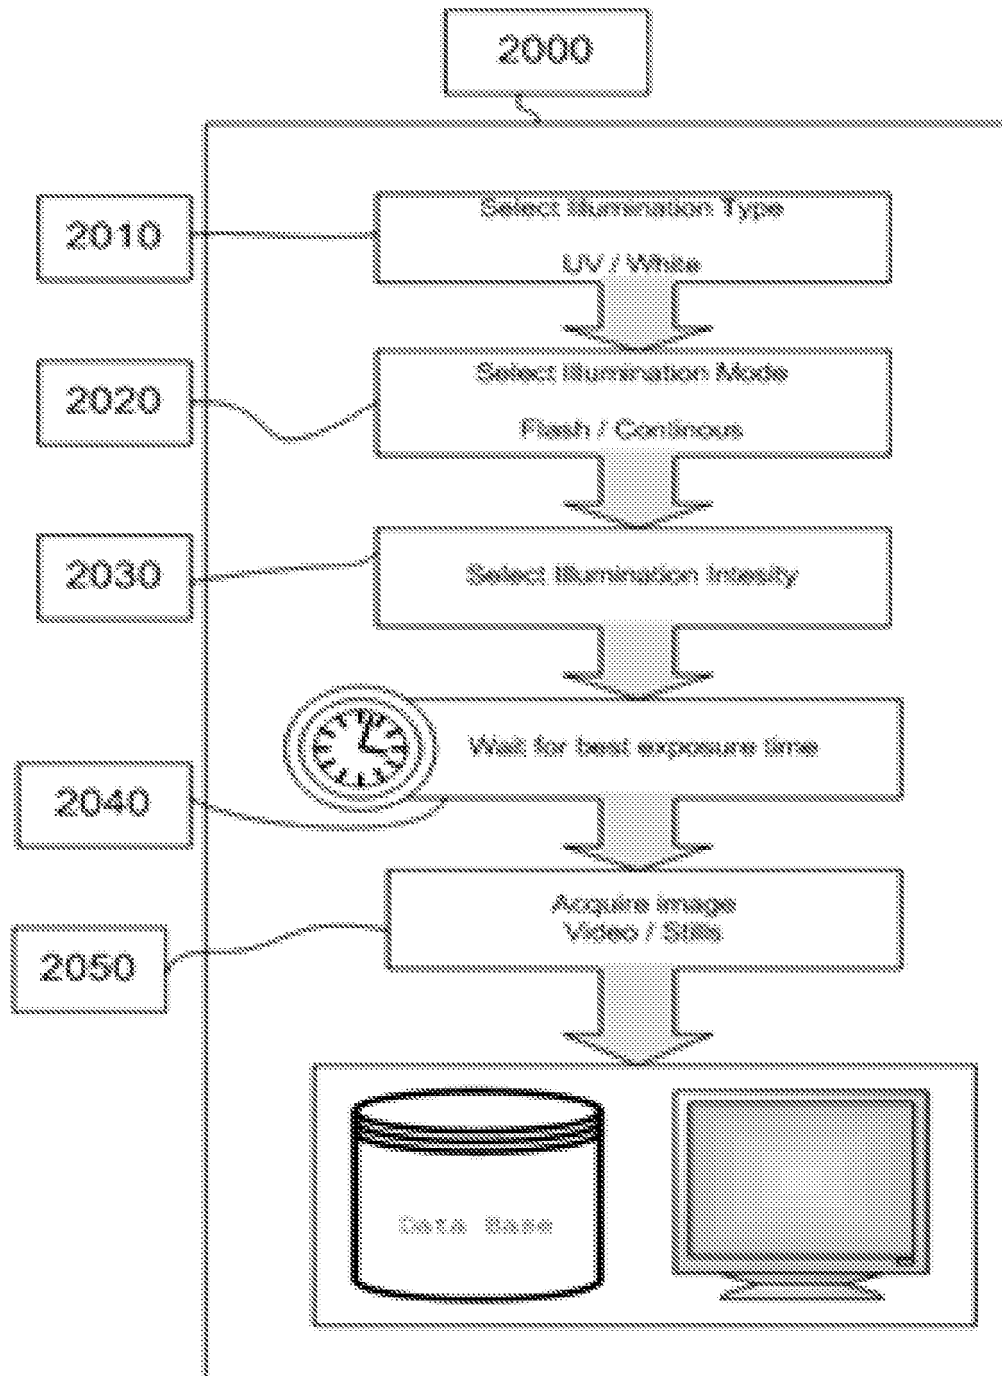 2000
2010
Select Illumination Type
UV / White
2020
Select Illumination Mode
Flash / Continous
2030
Select Illumination Intesity
Wait for best exposure time
2040
Acquire image
Video / Stills
2050
Data Base